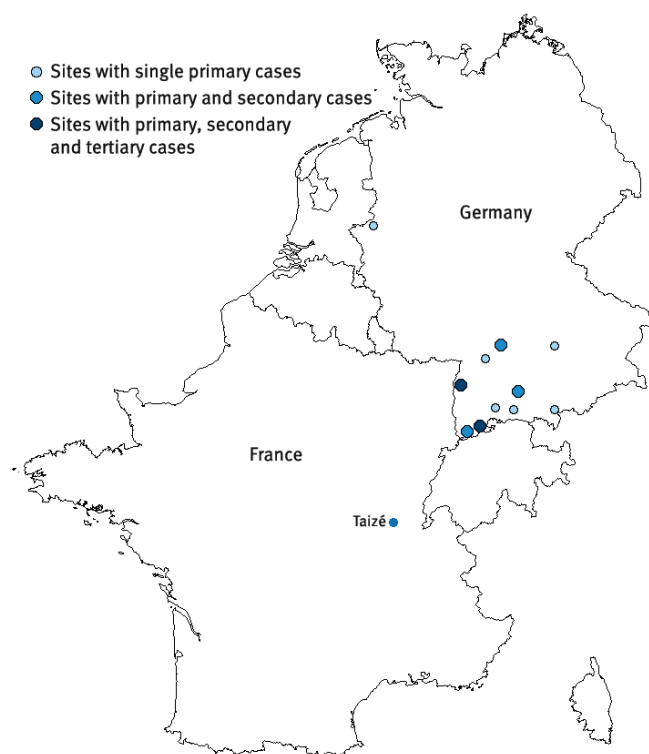 Sites with single primary cases
Sites with primary and secondary cases
Sites with primary, secondary
and tertiary cases
Germany
France
Taizé